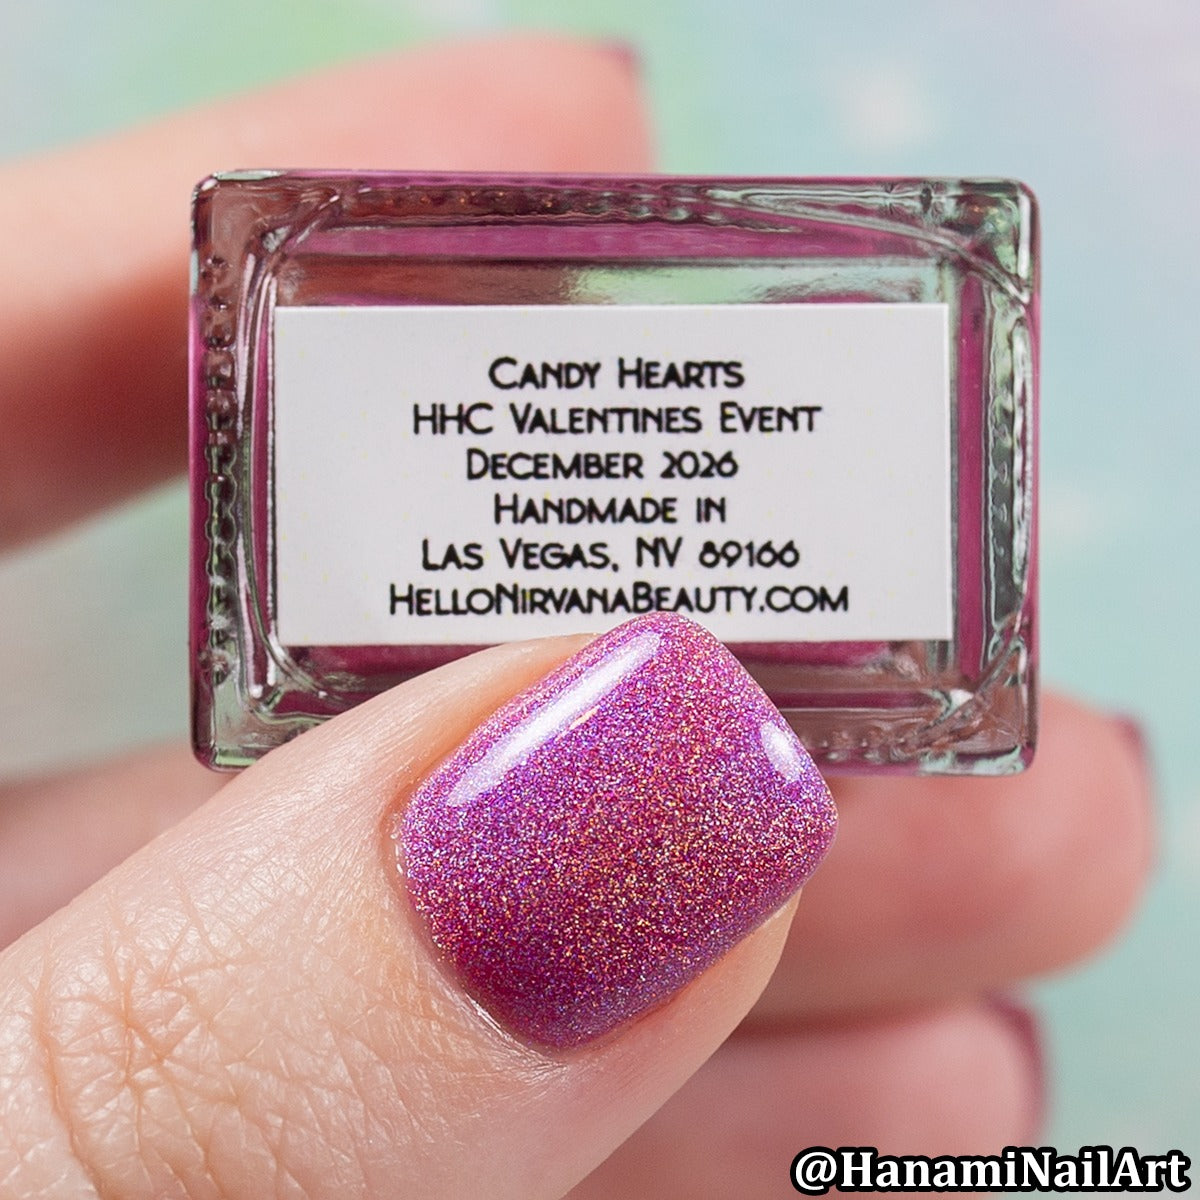 Candy Hearts
HHC Valentines Event
December 2026
Handmade in
Las Vegas, NV 89166
HelloNirvanaBeauty.com
@HanamiNailArt